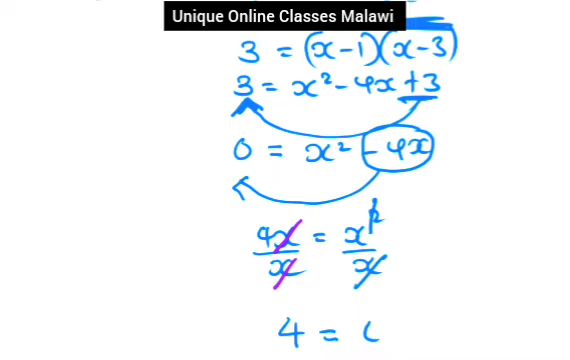 Unique Online Classes Malawi
3 = (x-1)(x-3)
3 = x² - 4x + 3
0 = x² - 4x
4x/x = x²/x
4 = (